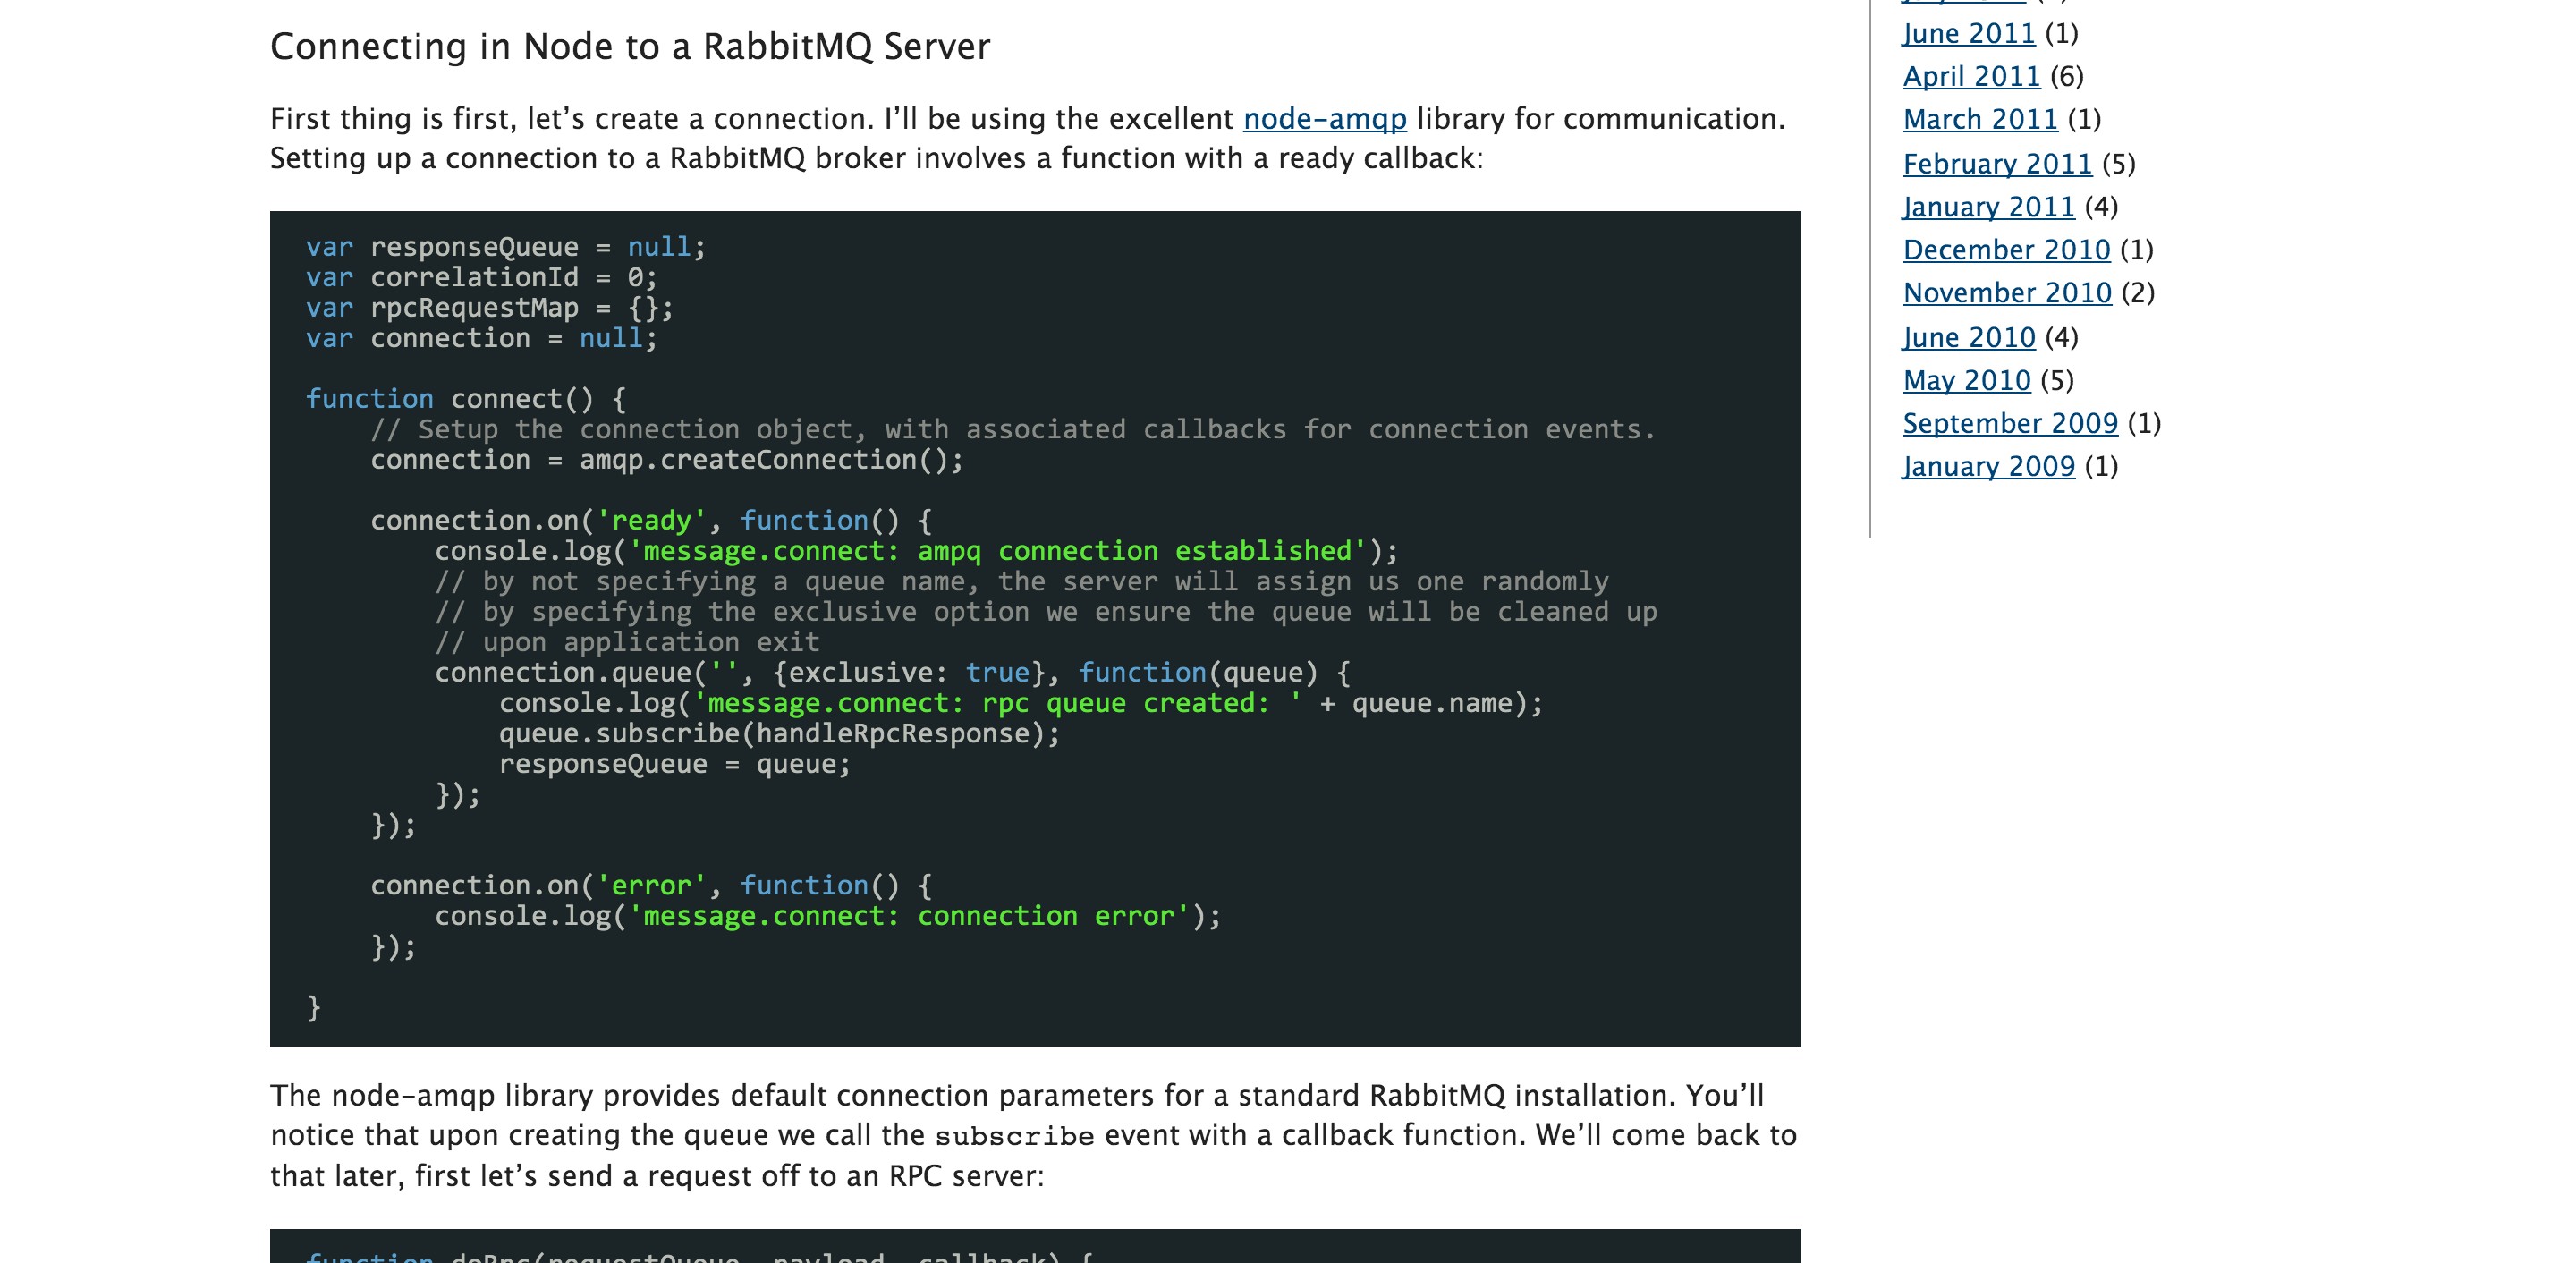 Connecting in Node to a RabbitMQ Server
First thing is first, let’s create a connection. I’ll be using the excellent node-amqp library for communication.
Setting up a connection to a RabbitMQ broker involves a function with a ready callback:
var responseQueue = null;
var correlationId = 0;
var rpcRequestMap = {};
var connection = null;
function connect() {
    // Setup the connection object, with associated callbacks for connection events.
    connection = amqp.createConnection();
    connection.on('ready', function() {
        console.log('message.connect: ampq connection established');
        // by not specifying a queue name, the server will assign us one randomly
        // by specifying the exclusive option we ensure the queue will be cleaned up
        // upon application exit
        connection.queue('', {exclusive: true}, function(queue) {
            console.log('message.connect: rpc queue created: ' + queue.name);
            queue.subscribe(handleRpcResponse);
            responseQueue = queue;
        });
    });
    connection.on('error', function() {
        console.log('message.connect: connection error');
    });
}
The node-amqp library provides default connection parameters for a standard RabbitMQ installation. You’ll
notice that upon creating the queue we call the subscribe event with a callback function. We’ll come back to
that later, first let’s send a request off to an RPC server:
function doRpc(requestQueue, payload, callback) {
June 2011 (1)
April 2011 (6)
March 2011 (1)
February 2011 (5)
January 2011 (4)
December 2010 (1)
November 2010 (2)
June 2010 (4)
May 2010 (5)
September 2009 (1)
January 2009 (1)